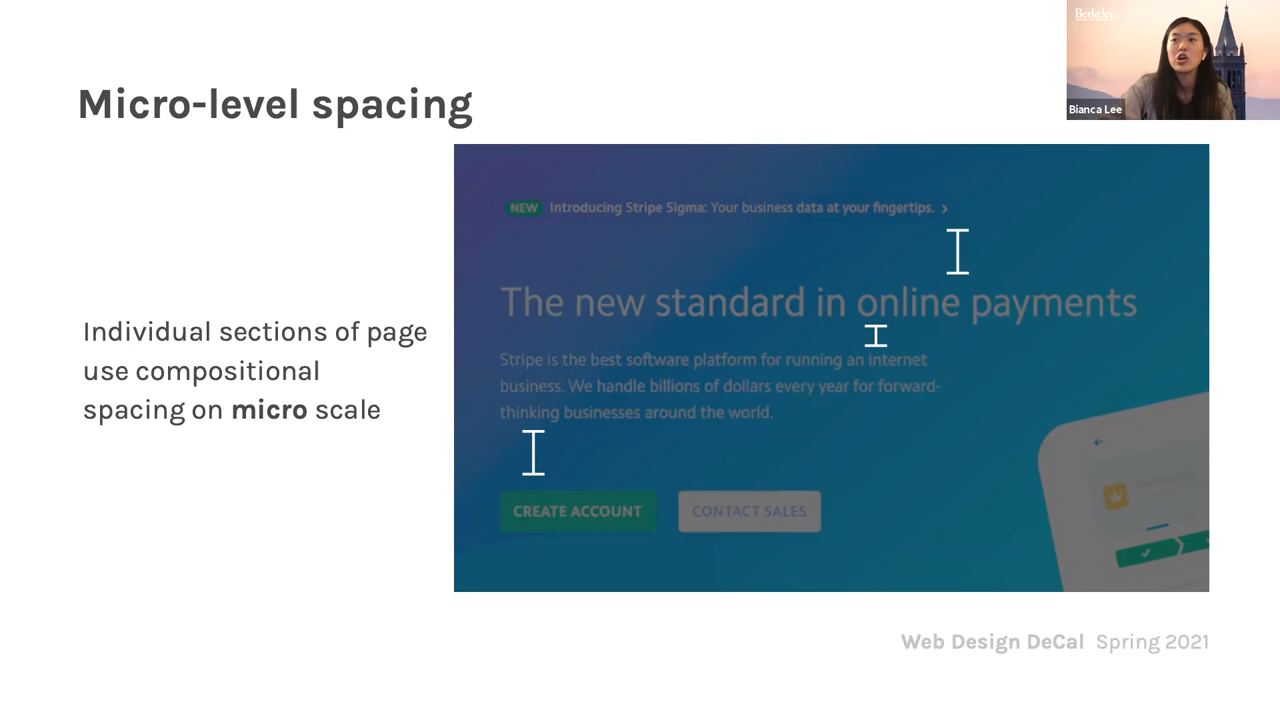 Berkeley
Bianca Lee
Micro-level spacing
Individual sections of page
use compositional
spacing on micro scale
NEW Introducing Stripe Sigma: Your business data at your fingertips.
The new standard in online payments
Stripe is the best software platform for running an internet
business. We handle billions of dollars every year for forward-
thinking businesses around the world.
CREATE ACCOUNT CONTACT SALES
Web Design DeCal Spring 2021